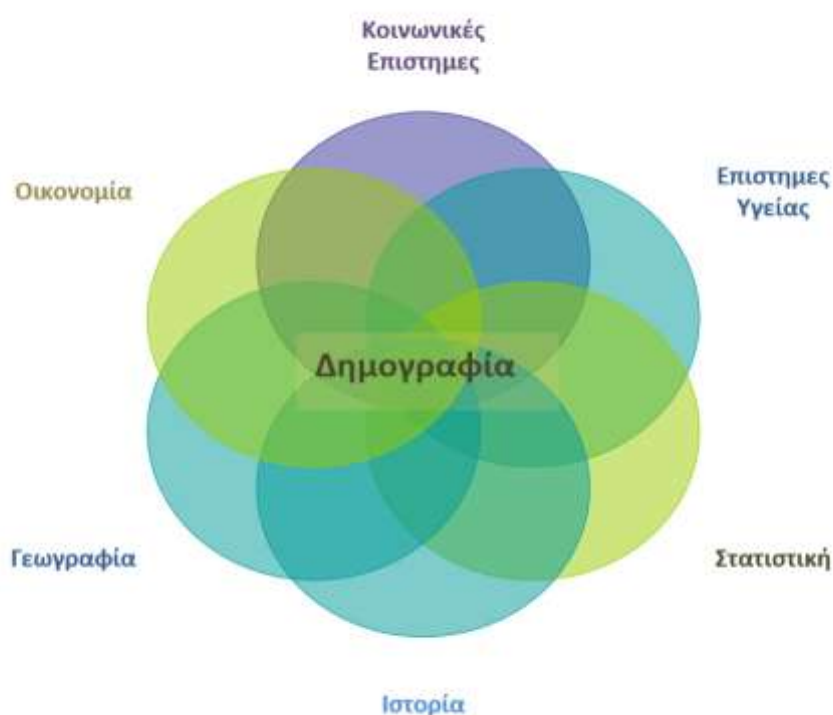 Κοινωνικές
Επιστημες
Οικονομία
Επιστημες
Υγείας
Δημογραφία
Γεωγραφία
Στατιστική
Ιστορία